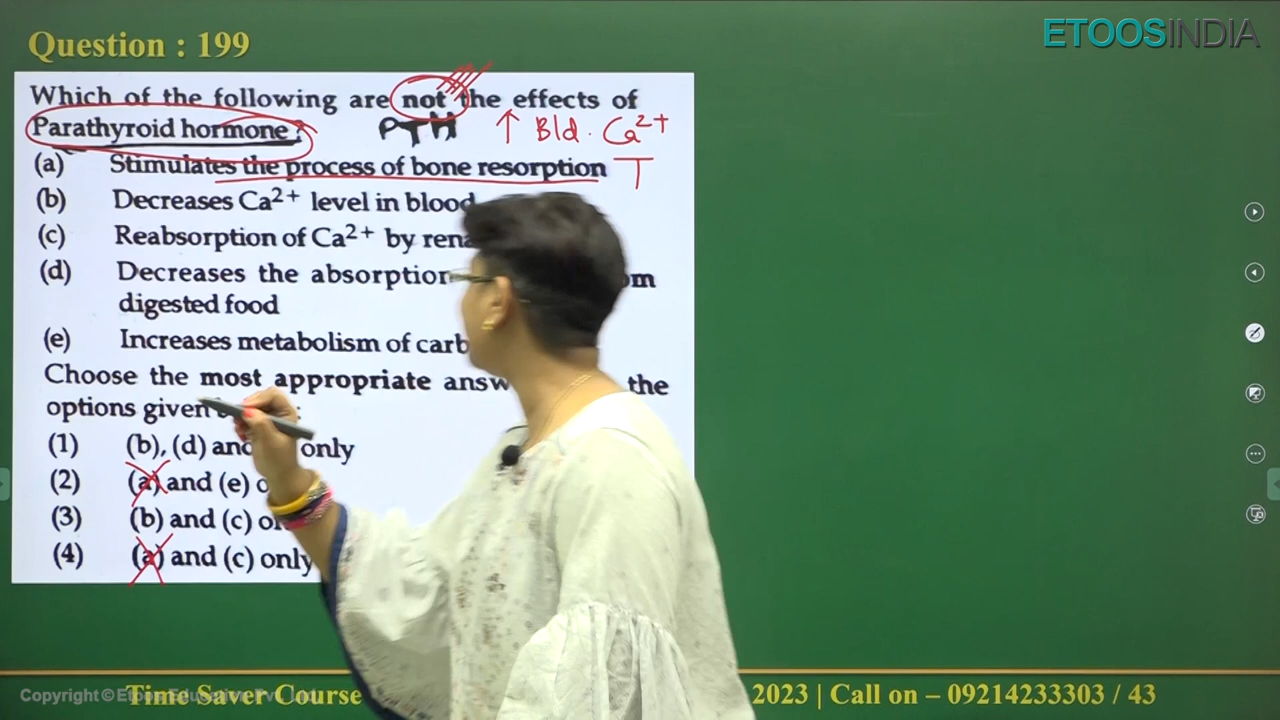 Question : 199
ETOOSINDIA
Which of the following are not the effects of
Parathyroid hormone?
PTH ↑ Bld. Ca²⁺
(a) Stimulates the process of bone resorption T
(b) Decreases Ca²⁺ level in blood
(c) Reabsorption of Ca²⁺ by
(d) Decreases the absorption
digested food
(e) Increases metabolism of
Choose the most appropriate the
options given :
(1) (b), (d) and only
(2) (a) and (e)
(3) (b) and (c)
(4) (a) and (c) only
Copyright © Etoos Education
Time Saver Course 2023 | Call on – 09214233303 / 43